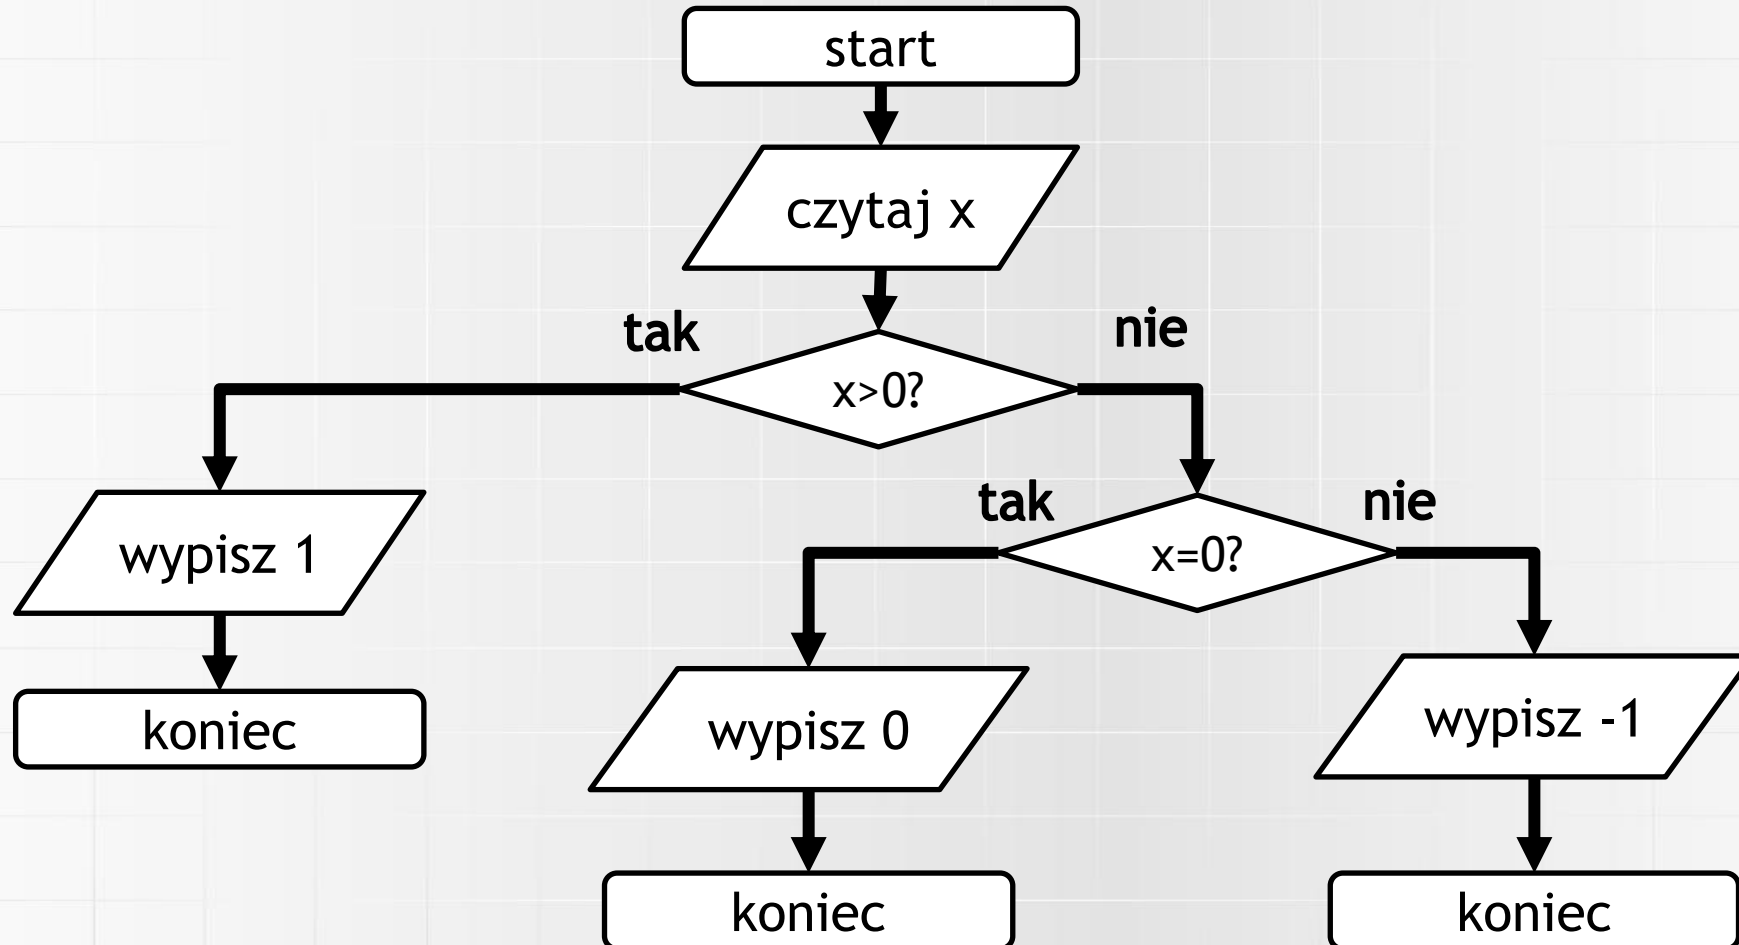 start
czytaj x
tak
nie
x>0?
tak
nie
wypisz 1
x=0?
koniec
wypisz 0
wypisz -1
koniec
koniec